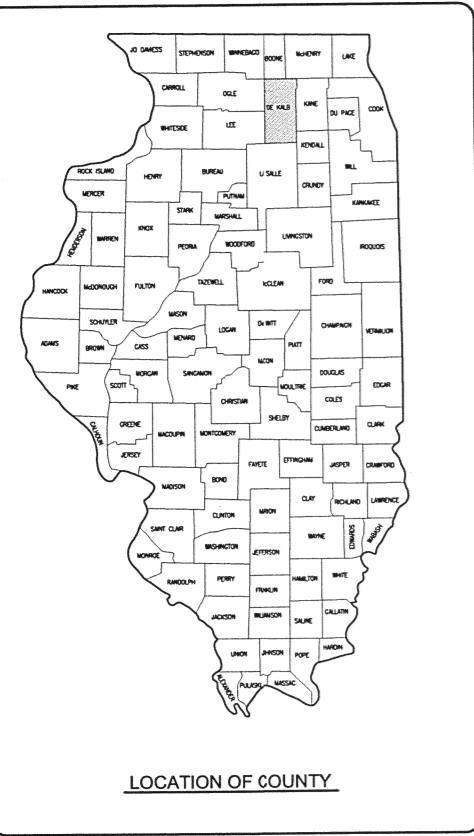 JO DAVIESS STEPHENSON WINNEBAGO BOONE McHENRY LAKE
CARROLL OGLE DE KALB KANE DU PAGE COOK
WHITESIDE LEE
KENDALL
ROCK ISLAND HENRY BUREAU LA SALLE GRUNDY WILL
MERCER PUTNAM KANKAKEE
HENDERSON WARREN KNOX STARK MARSHALL LIVINGSTON
PEORIA WOODFORD IROQUOIS
HANCOCK McDONOUGH FULTON TAZEWELL McCLEAN FORD
SCHUYLER MASON LOGAN De WITT CHAMPAIGN VERMILION
ADAMS BROWN CASS MENARD PIATT
MACON
PIKE SCOTT MORGAN SANGAMON MOULTRIE DOUGLAS EDGAR
CHRISTIAN COLES
CALHOUN GREENE MACOUPIN MONTGOMERY SHELBY CUMBERLAND CLARK
JERSEY
FAYETE EFFINGHAM JASPER CRAWFORD
MADISON BOND CLAY RICHLAND LAWRENCE
CLINTON MARION
SAINT CLAIR WAYNE EDWARDS WABASH
MONROE WASHINGTON JEFERSON
RANDOLPH PERRY HAMILTON WHITE
FRANKLIN
JACKSON WILIAMSON SALINE GALLATIN
UNION JHNSON POPE HARDIN
ALEXANDER PULASKI MASSAC
LOCATION OF COUNTY